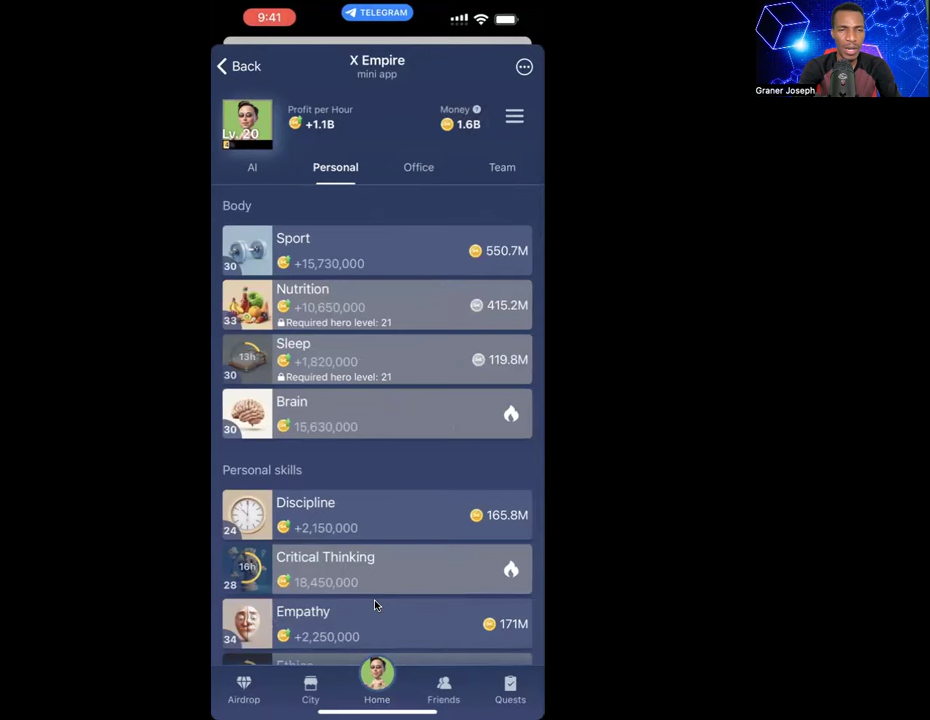 9:41
TELEGRAM
Back
X Empire
mini app
Graner Joseph
Lv. 20
Profit per Hour
+1.1B
Money
1.6B
AI
Personal
Office
Team
Body
Sport
30
+15,730,000
550.7M
Nutrition
33
+10,650,000
415.2M
Required hero level: 21
Sleep
13h
30
+1,820,000
119.8M
Required hero level: 21
Brain
30
15,630,000
Personal skills
Discipline
24
+2,150,000
165.8M
Critical Thinking
16h
28
18,450,000
Empathy
34
+2,250,000
171M
Ethics
Airdrop
City
Home
Friends
Quests